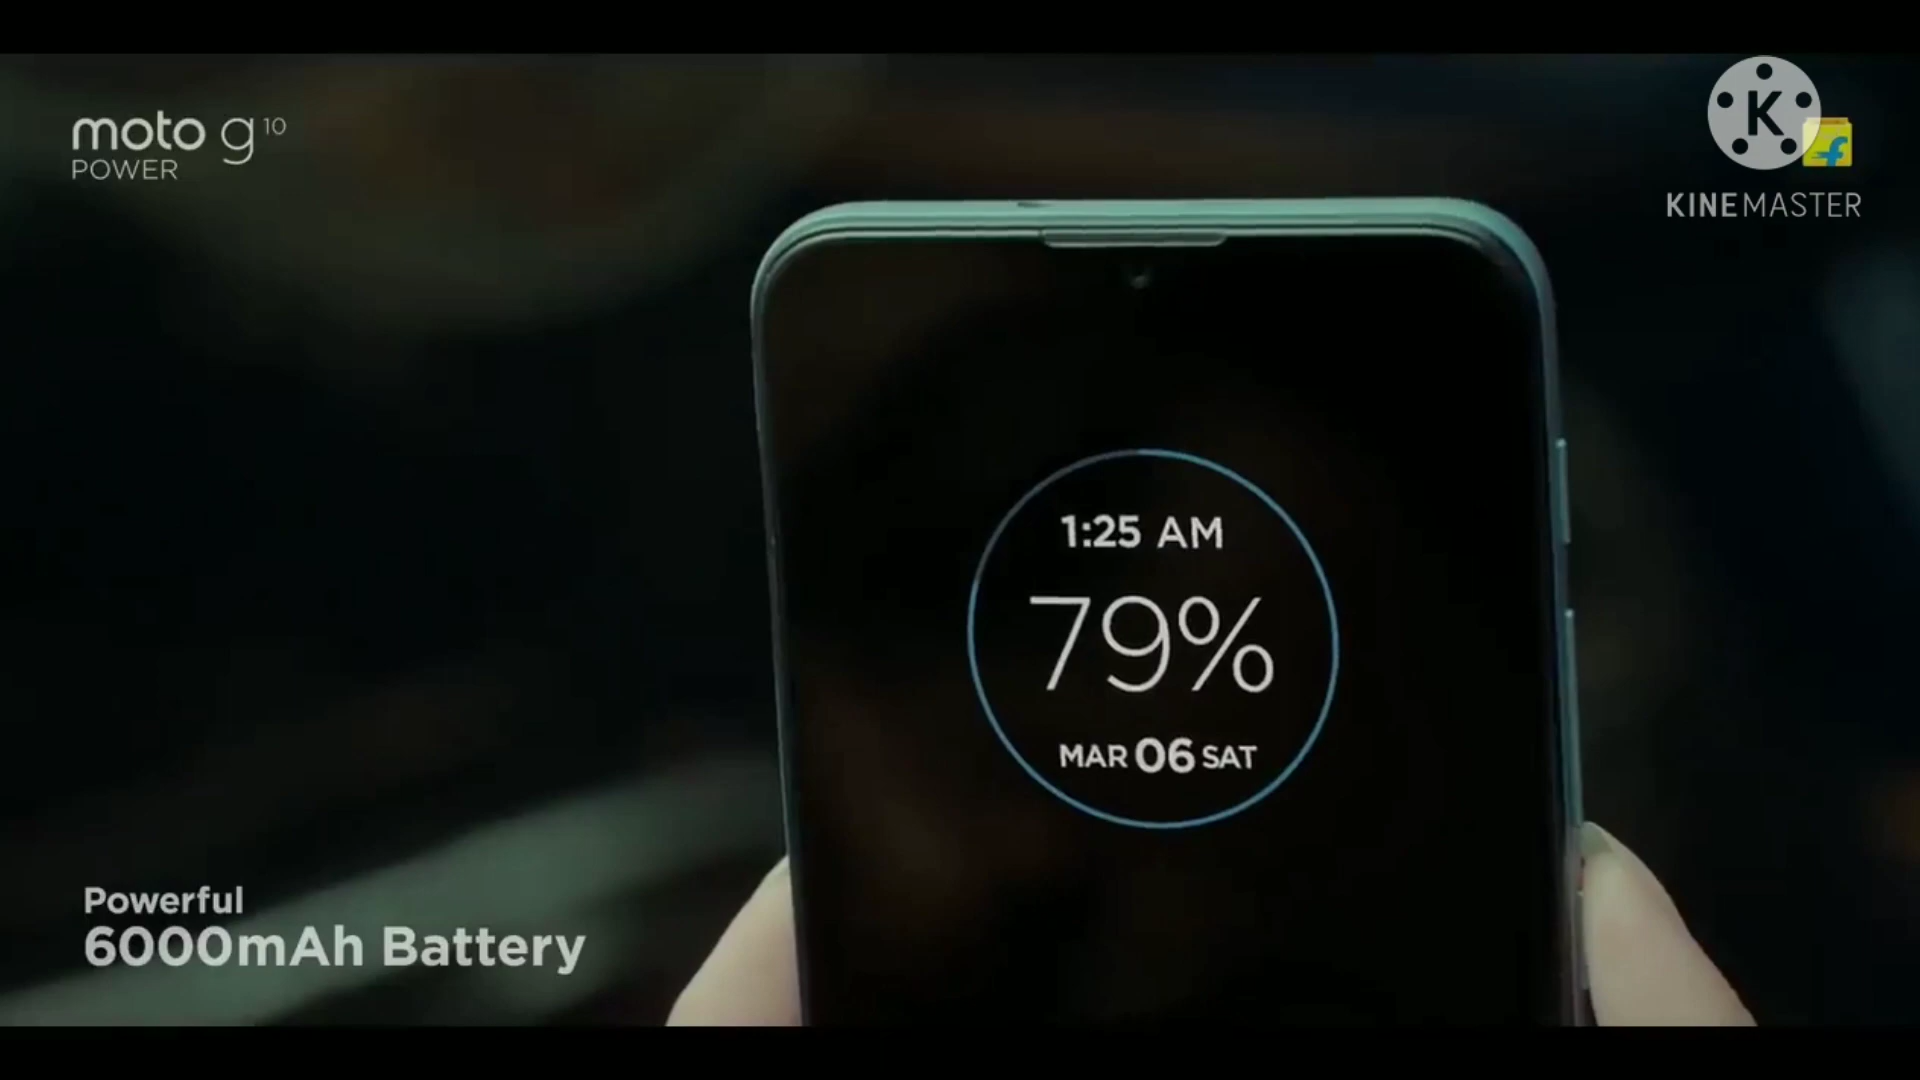 moto g10
POWER
K
f
KINEMASTER
1:25 AM
79%
MAR 06 SAT
Powerful
6000mAh Battery